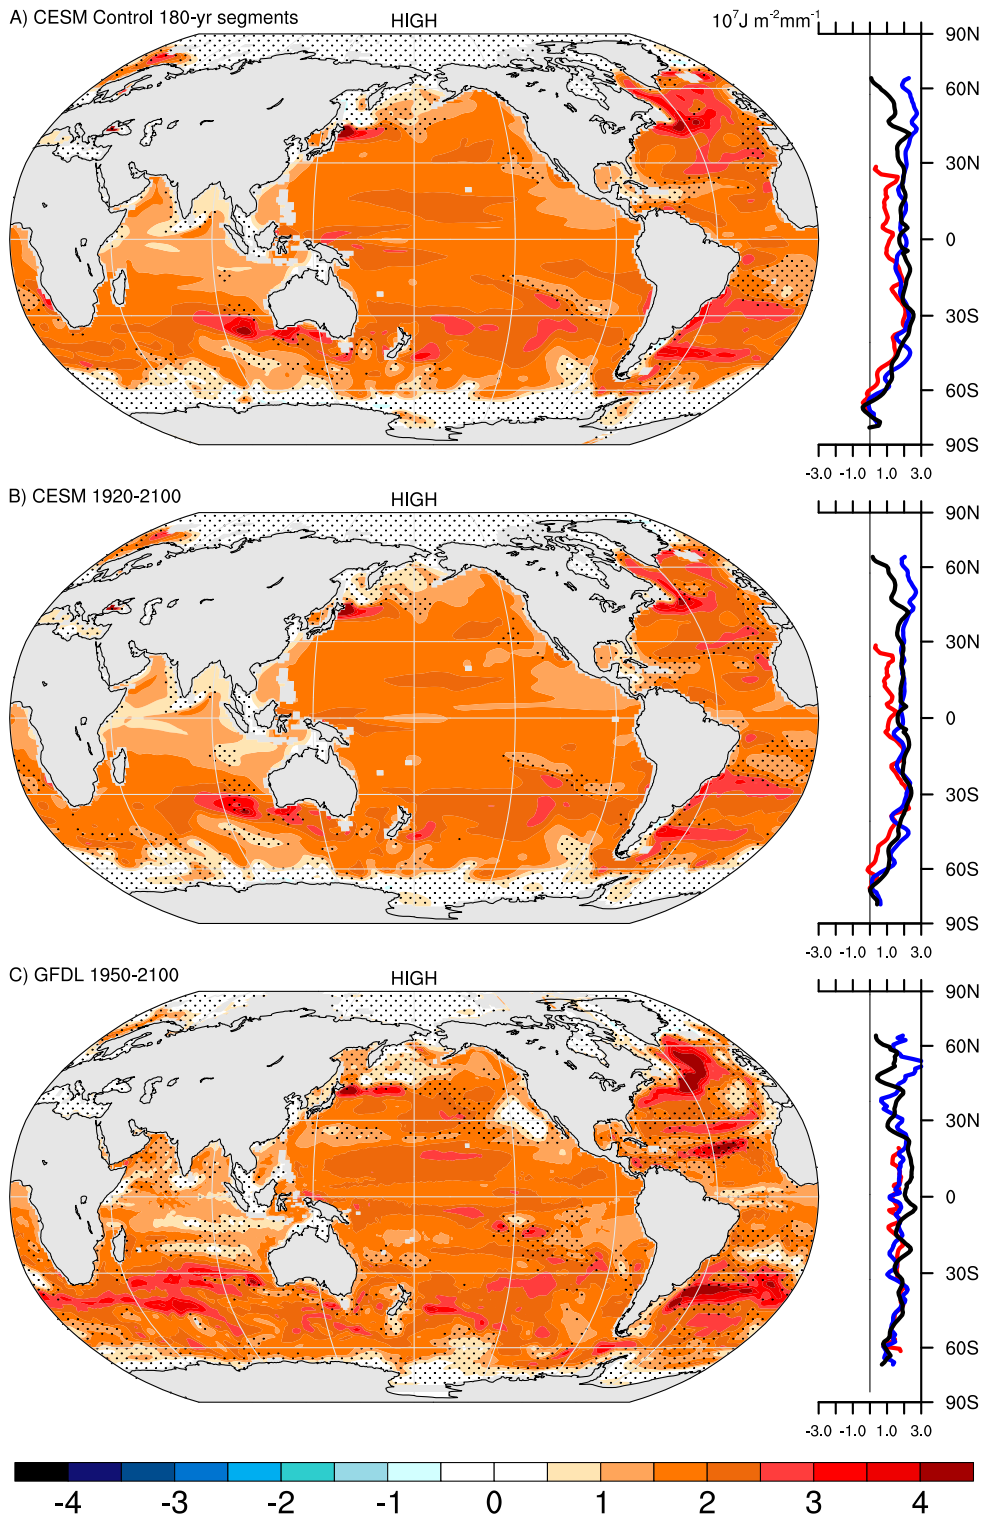 A) CESM Control 180-yr segments
HIGH
10⁷J m⁻²mm⁻¹
90N
60N
30N
0
30S
60S
90S
-3.0 -1.0 1.0 3.0
B) CESM 1920-2100
HIGH
90N
60N
30N
0
30S
60S
90S
-3.0 -1.0 1.0 3.0
C) GFDL 1950-2100
HIGH
90N
60N
30N
0
30S
60S
90S
-3.0 -1.0 1.0 3.0
-4 -3 -2 -1 0 1 2 3 4